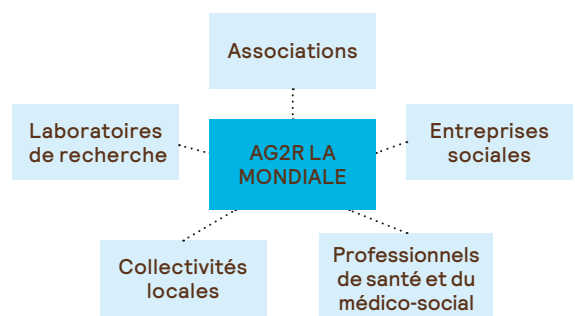 Associations
Laboratoires
de recherche
AG2R LA
MONDIALE
Entreprises
sociales
Collectivités
locales
Professionnels
de santé et du
médico-social